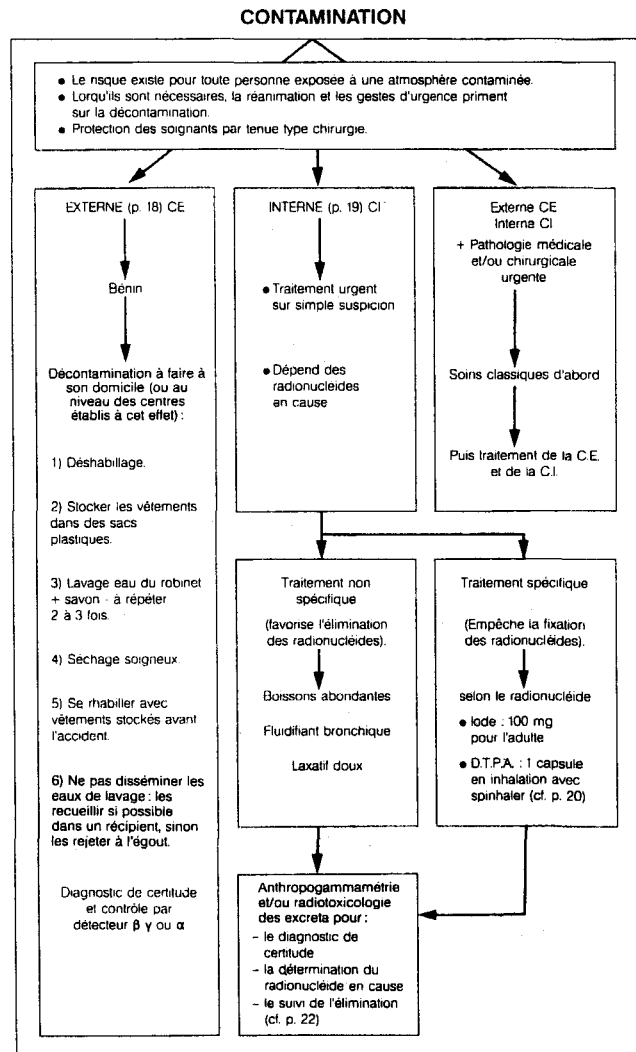 CONTAMINATION
● Le risque existe pour toute personne exposée à une atmosphère contaminée.
● Lorqu'ils sont nécessaires, la réanimation et les gestes d'urgence priment
sur la décontamination.
● Protection des soignants par tenue type chirurgie.
EXTERNE (p. 18) CE
Bénin
Décontamination à faire à
son domicile (ou au
niveau des centres
établis à cet effet) :
1) Déshabillage.
2) Stocker les vêtements
dans des sacs
plastiques.
3) Lavage eau du robinet
+ savon - à répéter
2 à 3 fois.
4) Séchage soigneux.
5) Se rhabiller avec
vêtements stockés avant
l'accident.
6) Ne pas disséminer les
eaux de lavage : les
recueillir si possible
dans un récipient, sinon
les rejeter à l'égout.
Diagnostic de certitude
et contrôle par
détecteur β γ ou α
INTERNE (p. 19) CI
● Traitement urgent
sur simple suspicion
● Dépend des
radionucléides
en cause
Externe CE
Interne CI
+ Pathologie médicale
et/ou chirurgicale
urgente
Soins classiques d'abord
Puis traitement de la C.E.
et de la C.I.
Traitement non
spécifique
(favorise l'élimination
des radionucléides).
Boissons abondantes
Fluidifiant bronchique
Laxatif doux
Traitement spécifique
(Empêche la fixation
des radionucléides).
selon le radionucléide
● Iode : 100 mg
pour l'adulte
● D.T.P.A. : 1 capsule
en inhalation avec
spinhaler (cf. p. 20)
Anthropogammamétrie
et/ou radiotoxicologie
des excreta pour :
– le diagnostic de
certitude
– la détermination du
radionucléide en cause
– le suivi de l'élimination
(cf. p. 22)